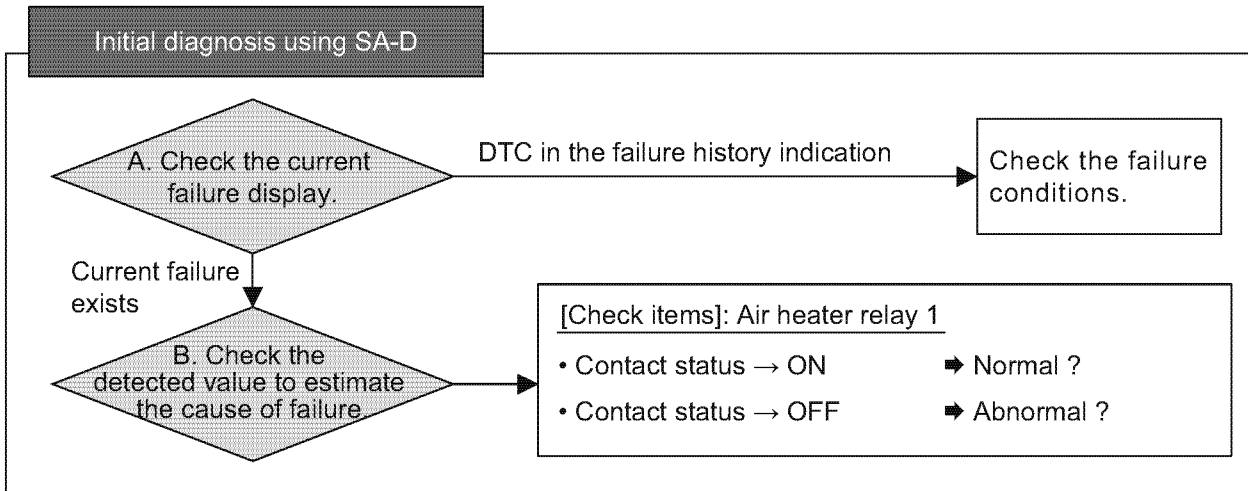 Initial diagnosis using SA-D
A. Check the current
failure display.
DTC in the failure history indication
Check the failure
conditions.
Current failure
exists
B. Check the
detected value to estimate
the cause of failure.
[Check items]: Air heater relay 1
• Contact status → ON ➡ Normal ?
• Contact status → OFF ➡ Abnormal ?